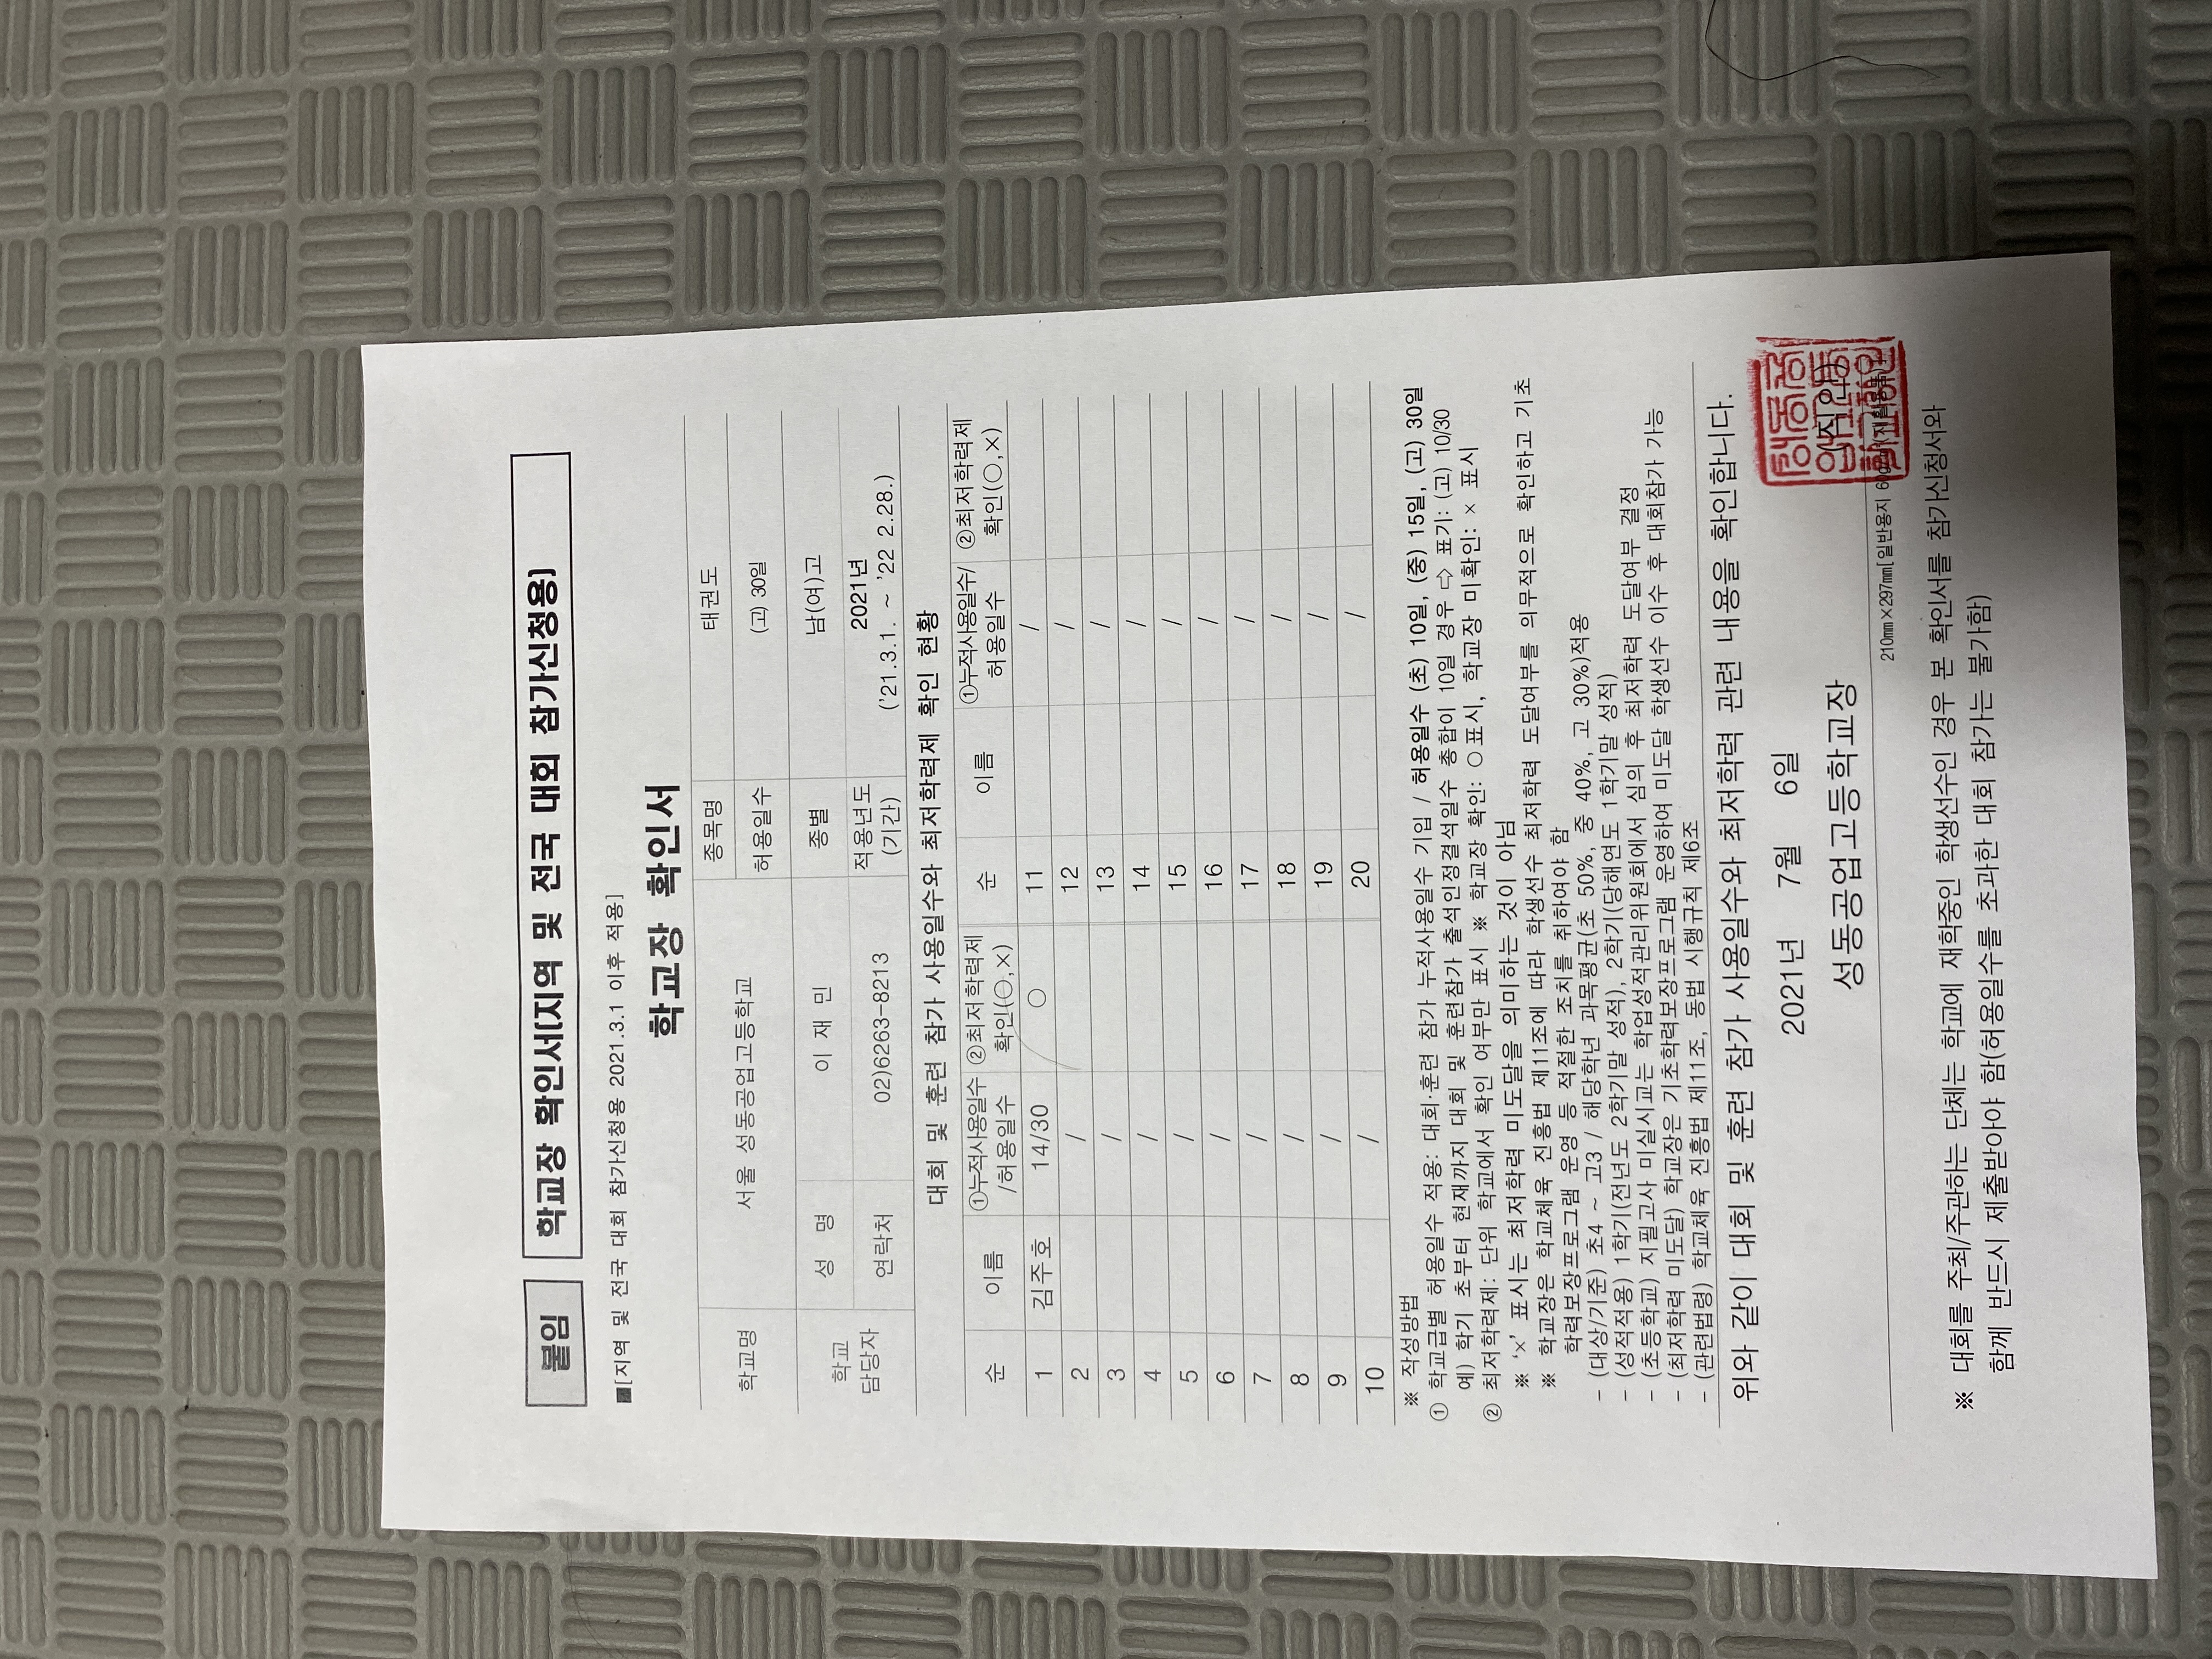 붙임 학교장 확인서[지역 및 전국 대회 참가신청용]
■[지역 및 전국 대회 참가신청용 2021.3.1 이후 적용]
학교장 확인서
학교명 서울 성동공업고등학교 종목명 태권도
허용일수 (고) 30일
학교 담당자 성 명 이 재 민 종별 남(여)고
연락처 02)6263-8213 적용년도 (기간) 2021년 ('21.3.1. ~ '22 2.28.)
대회 및 훈련 참가 사용일수와 최저학력제 확인 현황
순 이름 ①누적사용일수 /허용일수 ②최저학력제 확인(○,×) 순 이름 ①누적사용일수/ 허용일수 ②최저학력제 확인(○,×)
1 김주호 14/30 ○ 11 /
2 / 12 /
3 / 13 /
4 / 14 /
5 / 15 /
6 / 16 /
7 / 17 /
8 / 18 /
9 / 19 /
10 / 20 /
※ 작성방법
① 학교급별 허용일수 적용: 대회·훈련 참가 누적사용일수 기입 / 허용일수 (초) 10일, (중) 15일, (고) 30일
예) 학기 초부터 현재까지 대회 및 훈련참가 출석인정결석일수 총합이 10일 경우 ⇨ 표기: (고) 10/30
② 최저학력제: 단위 학교에서 확인 여부만 표시 ※ 학교장 확인: ○표시, 학교장 미확인: × 표시
※ '×' 표시는 최저학력 미도달을 의미하는 것이 아님
※ 학교장은 학교체육 진흥법 제11조에 따라 학생선수 최저학력 도달여부를 의무적으로 확인하고 기초
학력보장프로그램 운영 등 적절한 조치를 취하여야 함
- (대상/기준) 초4 ~ 고3 / 해당학년 과목평균(초 50%, 중 40%, 고 30%)적용
- (성적적용) 1학기(전년도 2학기말 성적), 2학기(당해연도 1학기말 성적)
- (초등학교) 지필고사 미실시교는 학업성적관리위원회에서 심의 후 최저학력 도달여부 결정
- (최저학력 미도달) 학교장은 기초학력보장프로그램 운영하여 미도달 학생선수 이수 후 대회참가 가능
- (관련법령) 학교체육 진흥법 제11조, 동법 시행규칙 제6조
위와 같이 대회 및 훈련 참가 사용일수와 최저학력 관련 내용을 확인합니다.
2021년 7월 6일
성동공업고등학교장 (직인)
210㎜×297㎜[일반용지 60g/㎡(재활용품)]
※ 대회를 주최/주관하는 단체는 학교에 재학중인 학생선수인 경우 본 확인서를 참가신청서와
함께 반드시 제출받아야 함(허용일수를 초과한 대회 참가는 불가함)